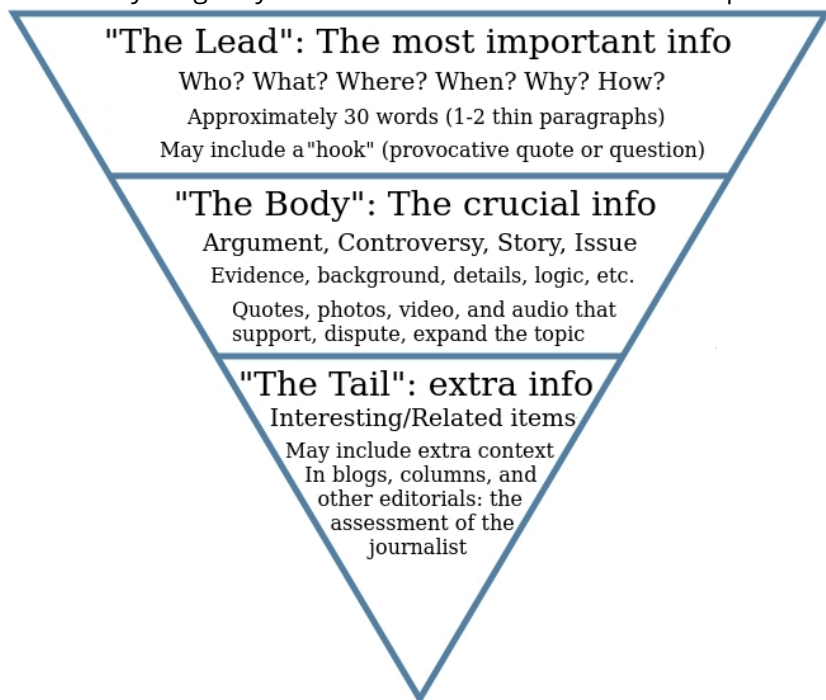 "The Lead": The most important info
Who? What? Where? When? Why? How?
Approximately 30 words (1-2 thin paragraphs)
May include a "hook" (provocative quote or question)
"The Body": The crucial info
Argument, Controversy, Story, Issue
Evidence, background, details, logic, etc.
Quotes, photos, video, and audio that
support, dispute, expand the topic
"The Tail": extra info
Interesting/Related items
May include extra context
In blogs, columns, and
other editorials: the
assessment of the
journalist